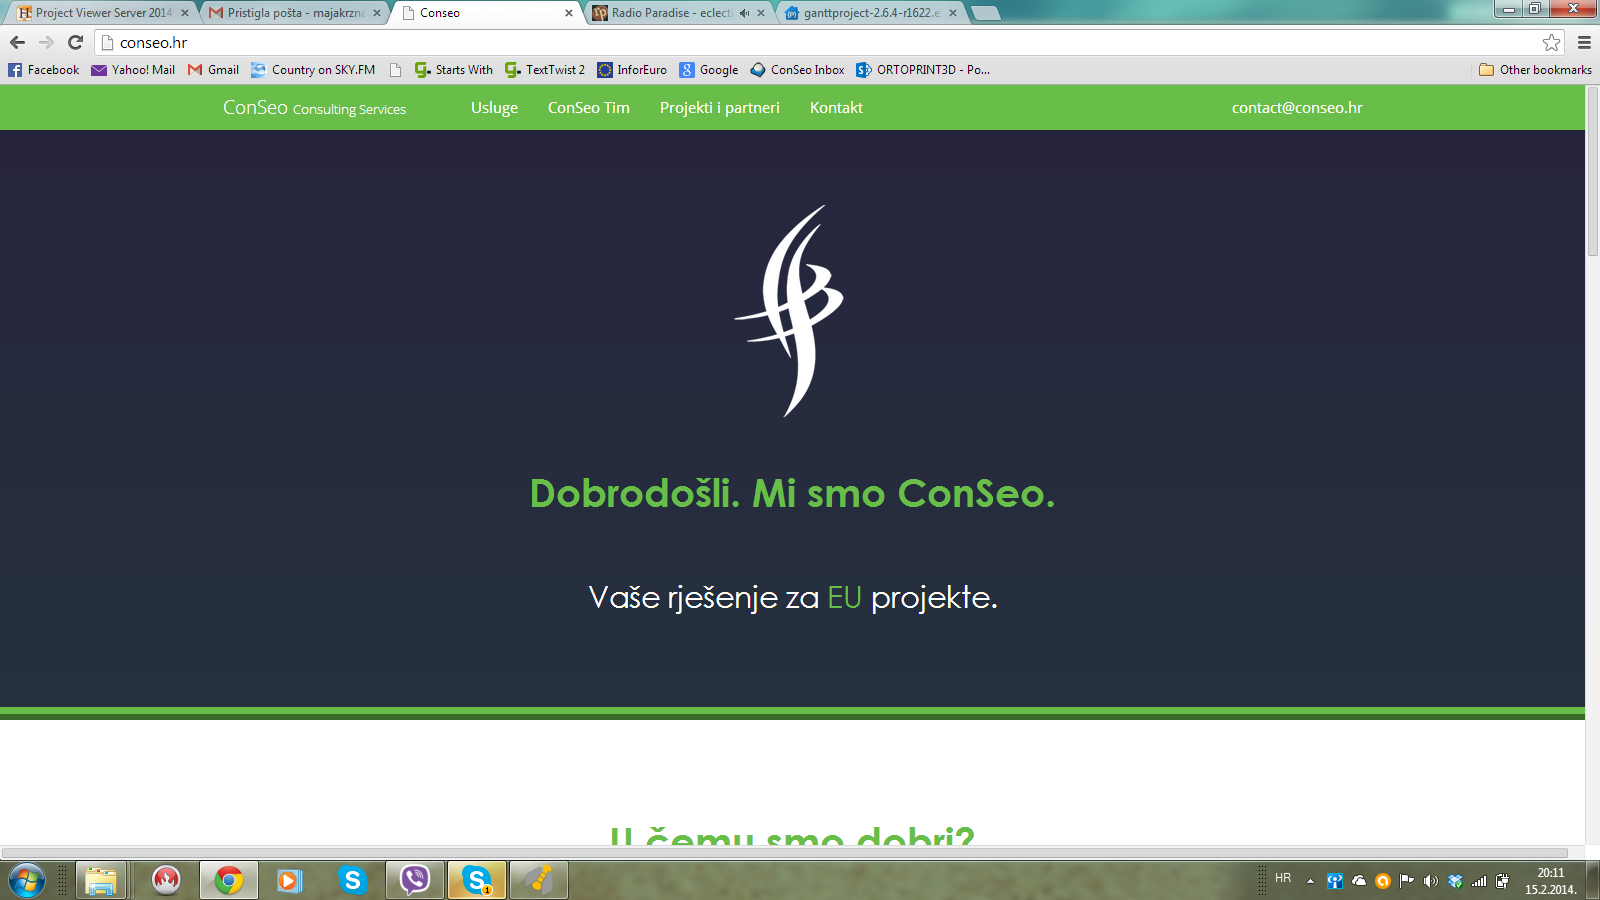 Project Viewer Server 2014
Pristigla pošta - majakrzna
Conseo
Radio Paradise - eclecti
ganttproject-2.6.4-r1622.e
conseo.hr
Facebook
Yahoo! Mail
Gmail
Country on SKY.FM
Starts With
TextTwist 2
InforEuro
Google
ConSeo Inbox
ORTOPRINT3D - Po...
Other bookmarks
ConSeo Consulting Services
Usluge
ConSeo Tim
Projekti i partneri
Kontakt
contact@conseo.hr
Dobrodošli. Mi smo ConSeo.
Vaše rješenje za EU projekte.
U čemu smo dobri?
1
HR
20:11
15.2.2014.